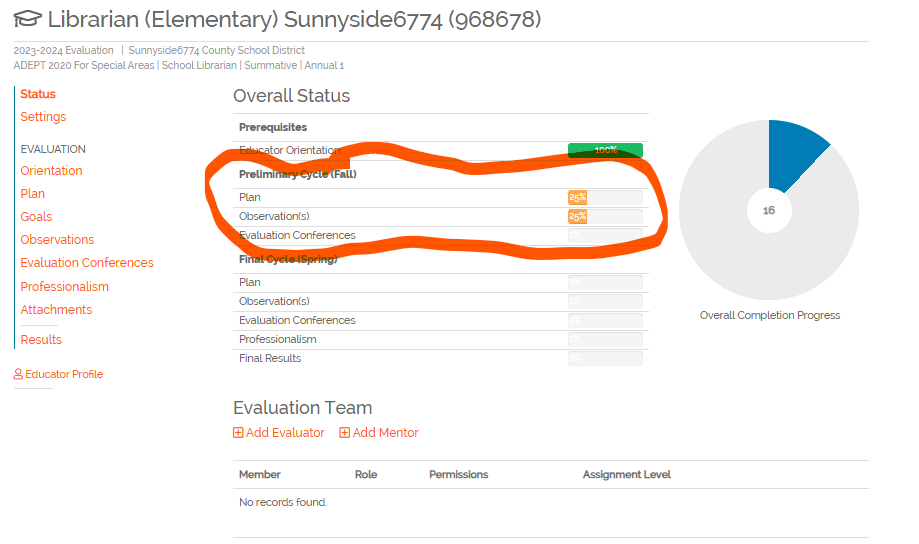 Librarian (Elementary) Sunnyside6774 (968678)
2023-2024 Evaluation | Sunnyside6774 County School District
ADEPT 2020 For Special Areas | School Librarian | Summative | Annual 1
Status
Settings
EVALUATION
Orientation
Plan
Goals
Observations
Evaluation Conferences
Professionalism
Attachments
Results
Educator Profile
Overall Status
Prerequisites
Educator Orientation 100%
Preliminary Cycle (Fall)
Plan 25%
Observation(s) 25%
Evaluation Conferences 0%
Final Cycle (Spring)
Plan 0%
Observation(s) 0%
Evaluation Conferences 0%
Professionalism 0%
Final Results 0%
16
Overall Completion Progress
Evaluation Team
Add Evaluator Add Mentor
Member Role Permissions Assignment Level
No records found.